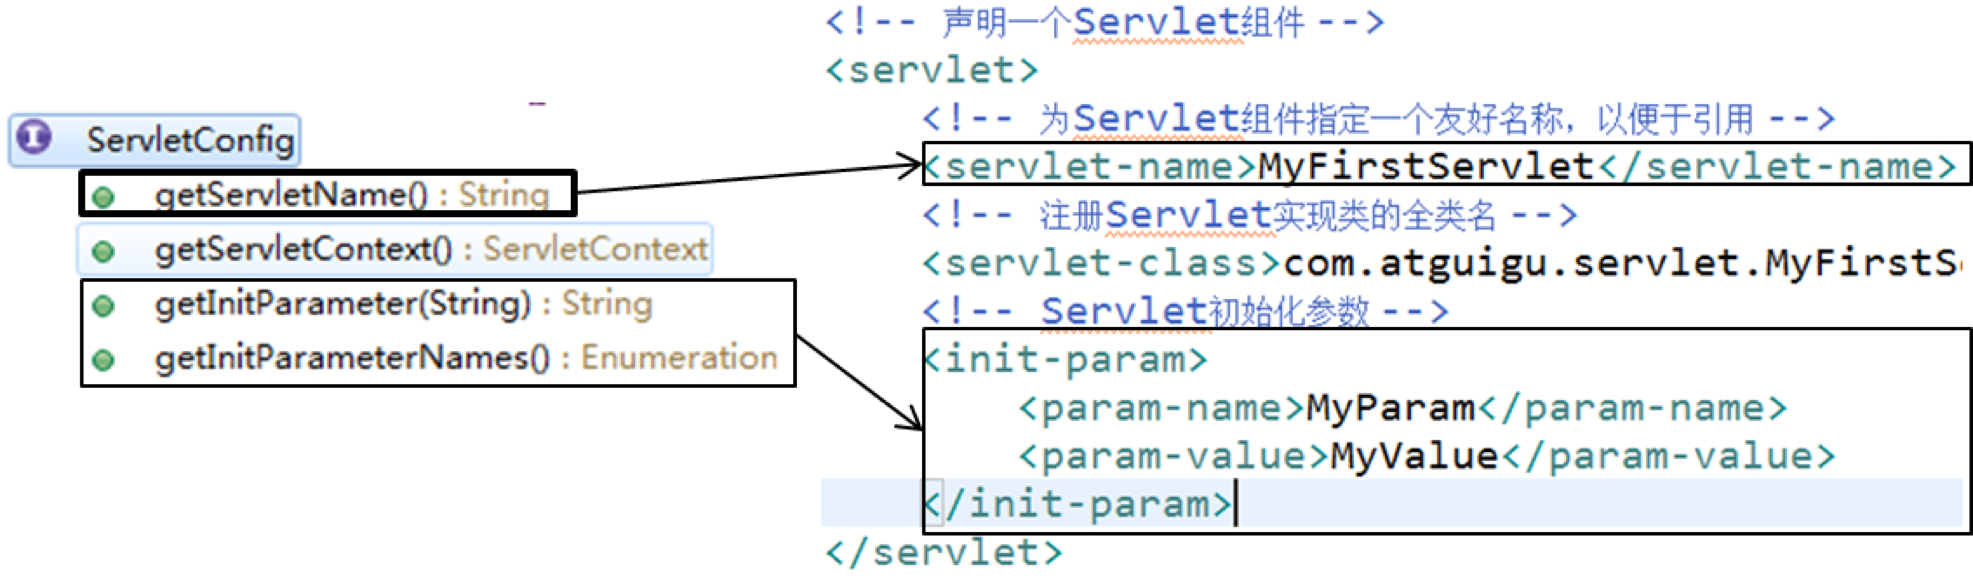 ServletConfig
getServletName() : String
getServletContext() : ServletContext
getInitParameter(String) : String
getInitParameterNames() : Enumeration
<!-- 声明一个Servlet组件 -->
<servlet>
<!-- 为Servlet组件指定一个友好名称，以便于引用 -->
<servlet-name>MyFirstServlet</servlet-name>
<!-- 注册Servlet实现类的全类名 -->
<servlet-class>com.atguigu.servlet.MyFirstS
<!-- Servlet初始化参数 -->
<init-param>
<param-name>MyParam</param-name>
<param-value>MyValue</param-value>
</init-param>
</servlet>